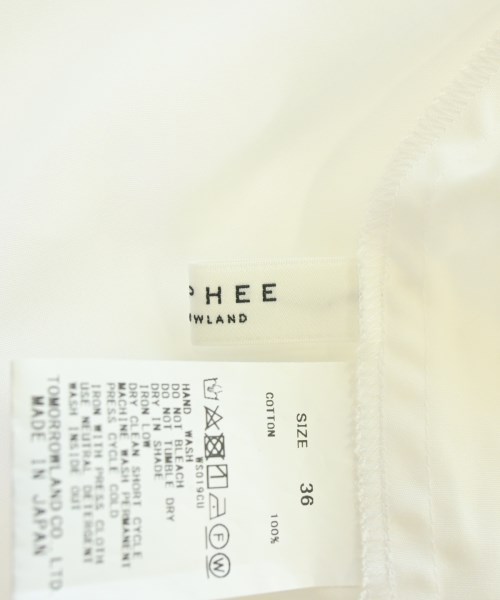 PHEE
OWLAND
SIZE 36
COTTON 100%
WS019CU
HAND WASH
DO NOT BLEACH
DO NOT TUMBLE DRY
DRY IN SHADE
IRON LOW
DRY CLEAN SHORT CYCLE
MACHINE WASH PERMANENT
PRESS CYCLE COLD
IRON WITH PRESS CLOTH
USE NEUTRAL DETERGENT
WASH INSIDE OUT
TOMORROWLAND CO., LTD.
MADE IN JAPAN